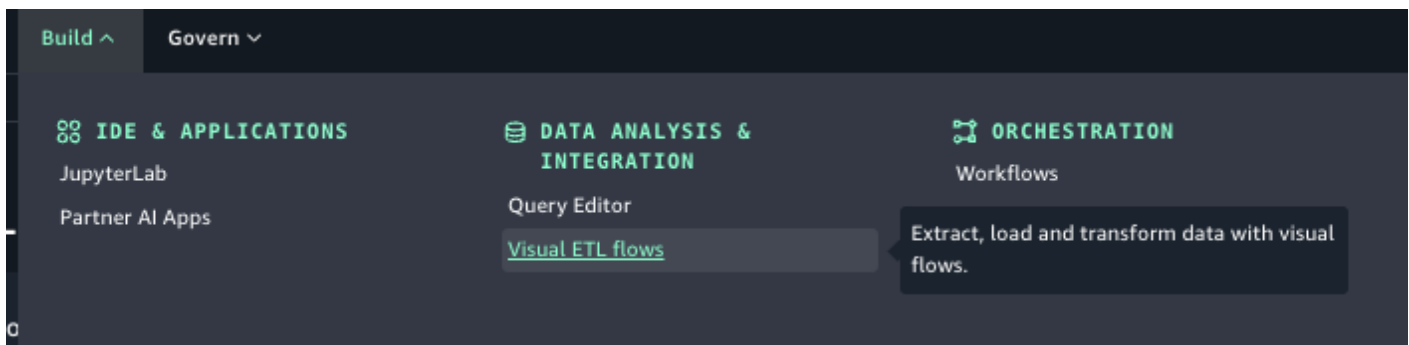 Build
Govern
IDE & APPLICATIONS
JupyterLab
Partner AI Apps
DATA ANALYSIS &
INTEGRATION
Query Editor
Visual ETL flows
ORCHESTRATION
Workflows
Extract, load and transform data with visual
flows.